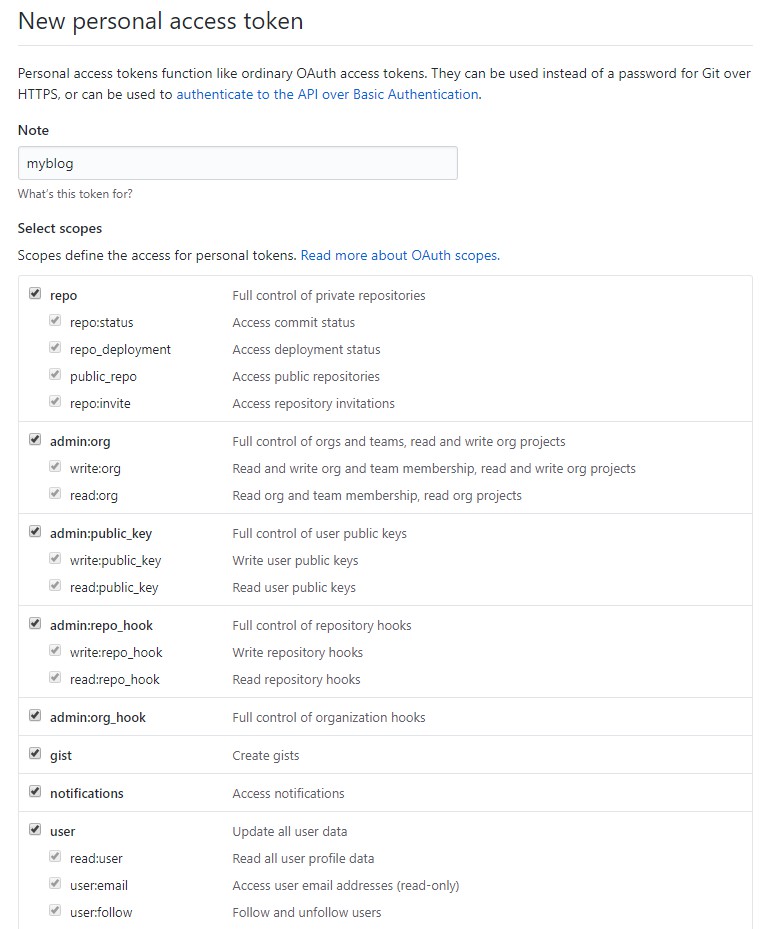 New personal access token
Personal access tokens function like ordinary OAuth access tokens. They can be used instead of a password for Git over
HTTPS, or can be used to authenticate to the API over Basic Authentication.
Note
myblog
What's this token for?
Select scopes
Scopes define the access for personal tokens. Read more about OAuth scopes.
repo Full control of private repositories
repo:status Access commit status
repo_deployment Access deployment status
public_repo Access public repositories
repo:invite Access repository invitations
admin:org Full control of orgs and teams, read and write org projects
write:org Read and write org and team membership, read and write org projects
read:org Read org and team membership, read org projects
admin:public_key Full control of user public keys
write:public_key Write user public keys
read:public_key Read user public keys
admin:repo_hook Full control of repository hooks
write:repo_hook Write repository hooks
read:repo_hook Read repository hooks
admin:org_hook Full control of organization hooks
gist Create gists
notifications Access notifications
user Update all user data
read:user Read all user profile data
user:email Access user email addresses (read-only)
user:follow Follow and unfollow users